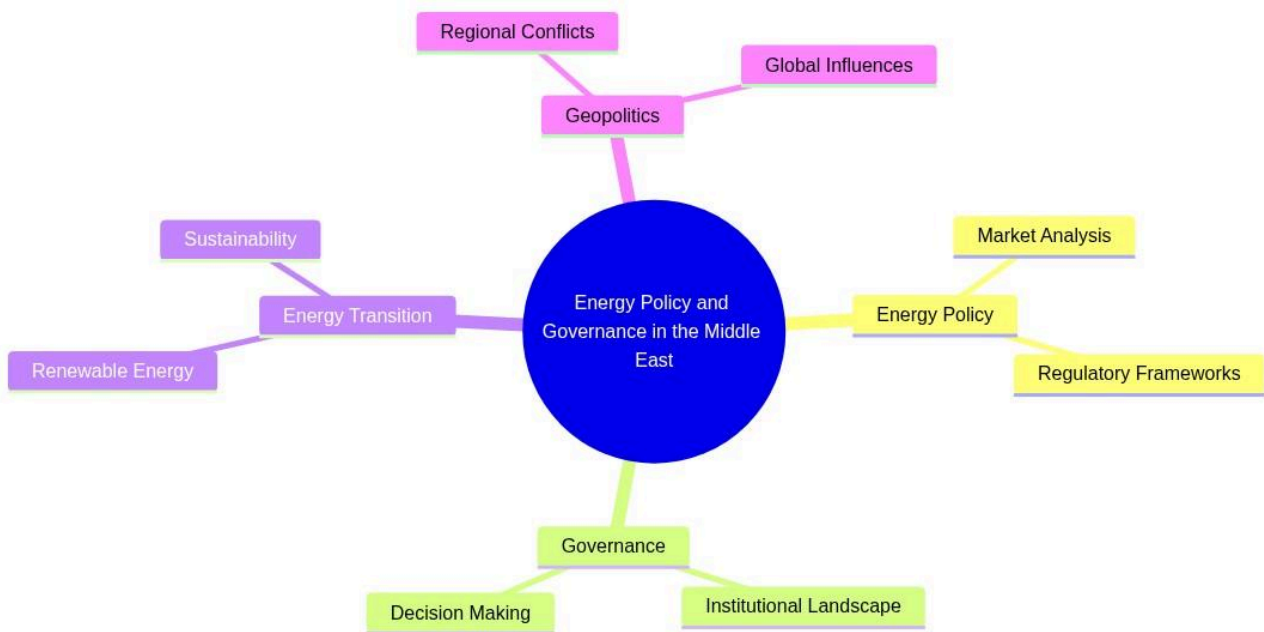 Regional Conflicts
Global Influences
Geopolitics
Sustainability
Market Analysis
Energy Transition
Energy Policy and
Governance in the Middle
East
Energy Policy
Renewable Energy
Regulatory Frameworks
Governance
Decision Making
Institutional Landscape